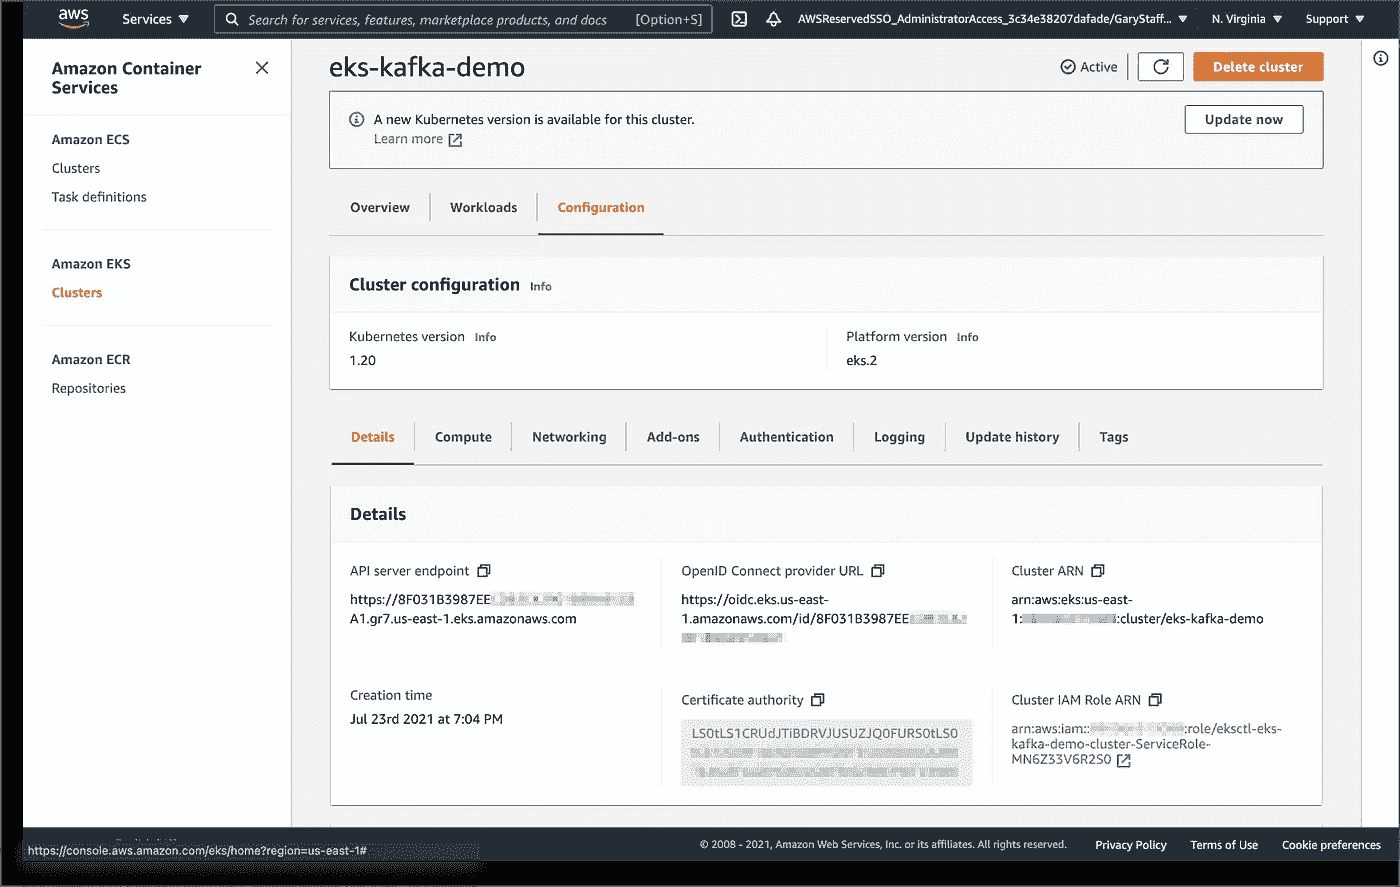 aws
Services
Search for services, features, marketplace products, and docs [Option+S]
AWSReservedSSO_AdministratorAccess_3c34e38207dafade/GaryStaff...
N. Virginia
Support
Amazon Container
Services
Amazon ECS
Clusters
Task definitions
Amazon EKS
Clusters
Amazon ECR
Repositories
eks-kafka-demo
Active
Delete cluster
A new Kubernetes version is available for this cluster.
Learn more
Update now
Overview
Workloads
Configuration
Cluster configuration Info
Kubernetes version Info
1.20
Platform version Info
eks.2
Details
Compute
Networking
Add-ons
Authentication
Logging
Update history
Tags
Details
API server endpoint
https://8F031B3987EE
A1.gr7.us-east-1.eks.amazonaws.com
OpenID Connect provider URL
https://oidc.eks.us-east-
1.amazonaws.com/id/8F031B3987EE
Cluster ARN
arn:aws:eks:us-east-
1: :cluster/eks-kafka-demo
Creation time
Jul 23rd 2021 at 7:04 PM
Certificate authority
LS0tLS1CRUdJTiBDRVJUSUZJQ0FURS0tLS0
Cluster IAM Role ARN
arn:aws:iam:: :role/eksctl-eks-
kafka-demo-cluster-ServiceRole-
MN6Z33V6R2S0
https://console.aws.amazon.com/eks/home?region=us-east-1#
© 2008 - 2021, Amazon Web Services, Inc. or its affiliates. All rights reserved.
Privacy Policy
Terms of Use
Cookie preferences